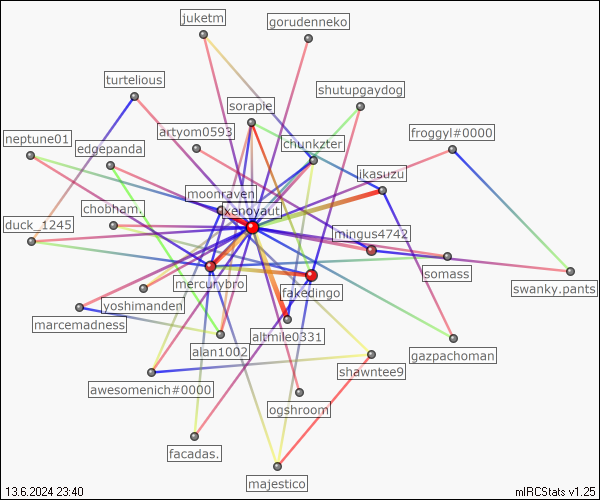 juketm
gorudenneko
turtelious
shutupgaydog
sorapie
artyom0593
froggyl#0000
neptune01
edgepanda
chunkzter
ikasuzu
moonraven
chobham.
xenoyaut
duck_1245
mingus4742
somass
mercurybro
swanky.pants
fakedingo
yoshimanden
marcemadness
altmile0331
alan1002
gazpachoman
shawntee9
awesomenich#0000
ogshroom
facadas.
majestico
13.6.2024 23:40
mIRCStats v1.25